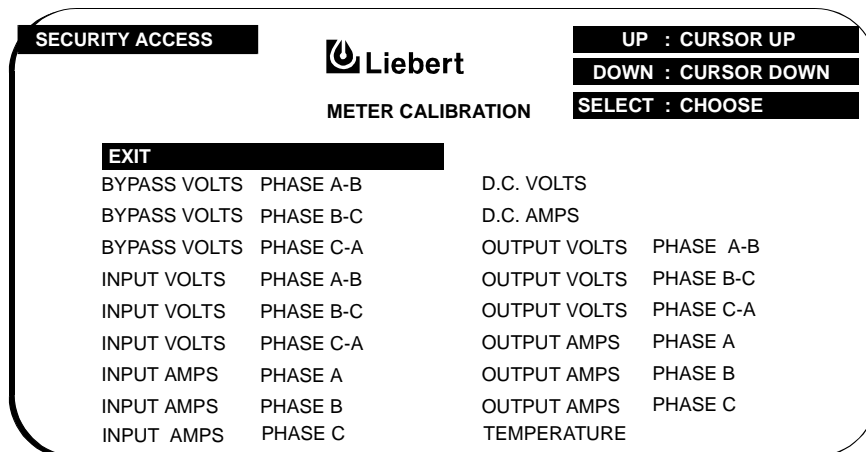 SECURITY ACCESS
Liebert
METER CALIBRATION
UP : CURSOR UP
DOWN : CURSOR DOWN
SELECT : CHOOSE
EXIT
BYPASS VOLTS PHASE A-B
BYPASS VOLTS PHASE B-C
BYPASS VOLTS PHASE C-A
INPUT VOLTS PHASE A-B
INPUT VOLTS PHASE B-C
INPUT VOLTS PHASE C-A
INPUT AMPS PHASE A
INPUT AMPS PHASE B
INPUT AMPS PHASE C
D.C. VOLTS
D.C. AMPS
OUTPUT VOLTS PHASE A-B
OUTPUT VOLTS PHASE B-C
OUTPUT VOLTS PHASE C-A
OUTPUT AMPS PHASE A
OUTPUT AMPS PHASE B
OUTPUT AMPS PHASE C
TEMPERATURE